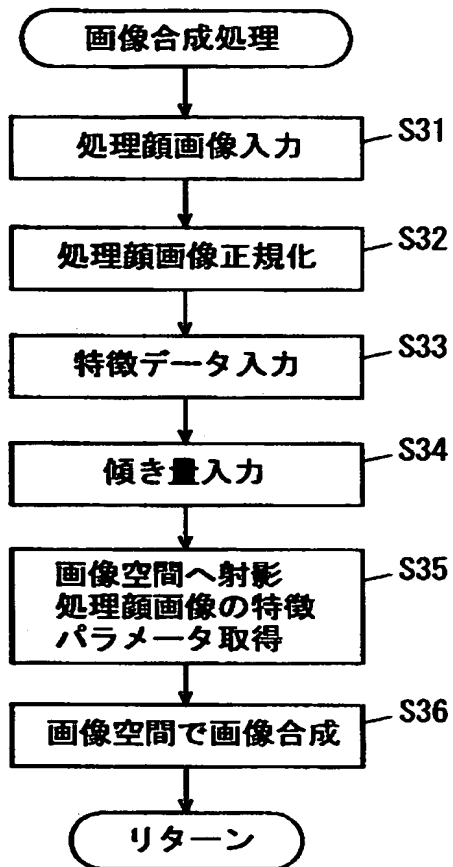 画像合成処理
処理顔画像入力
S31
処理顔画像正規化
S32
特徴データ入力
S33
傾き量入力
S34
画像空間へ射影
処理顔画像の特徴
パラメータ取得
S35
画像空間で画像合成
S36
リターン